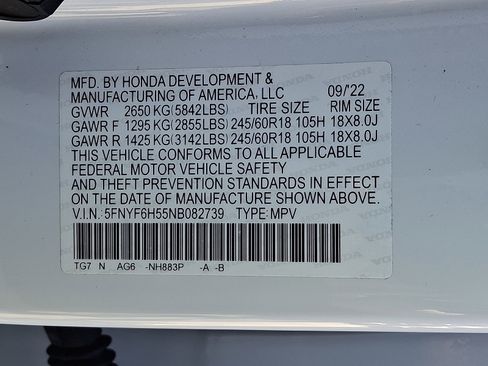 MFD. BY HONDA DEVELOPMENT &
MANUFACTURING OF AMERICA, LLC 09/'22
GVWR 2650 KG(5842LBS) TIRE SIZE RIM SIZE
GAWR F 1295 KG(2855LBS) 245/60R18 105H 18X8.0J
GAWR R 1425 KG(3142LBS) 245/60R18 105H 18X8.0J
THIS VEHICLE CONFORMS TO ALL APPLICABLE
FEDERAL MOTOR VEHICLE SAFETY
AND THEFT PREVENTION STANDARDS IN EFFECT
ON THE DATE OF MANUFACTURE SHOWN ABOVE.
V.I.N.: 5FNYF6H55NB082739 TYPE: MPV
TG7 N AG6 -NH883P -A -B